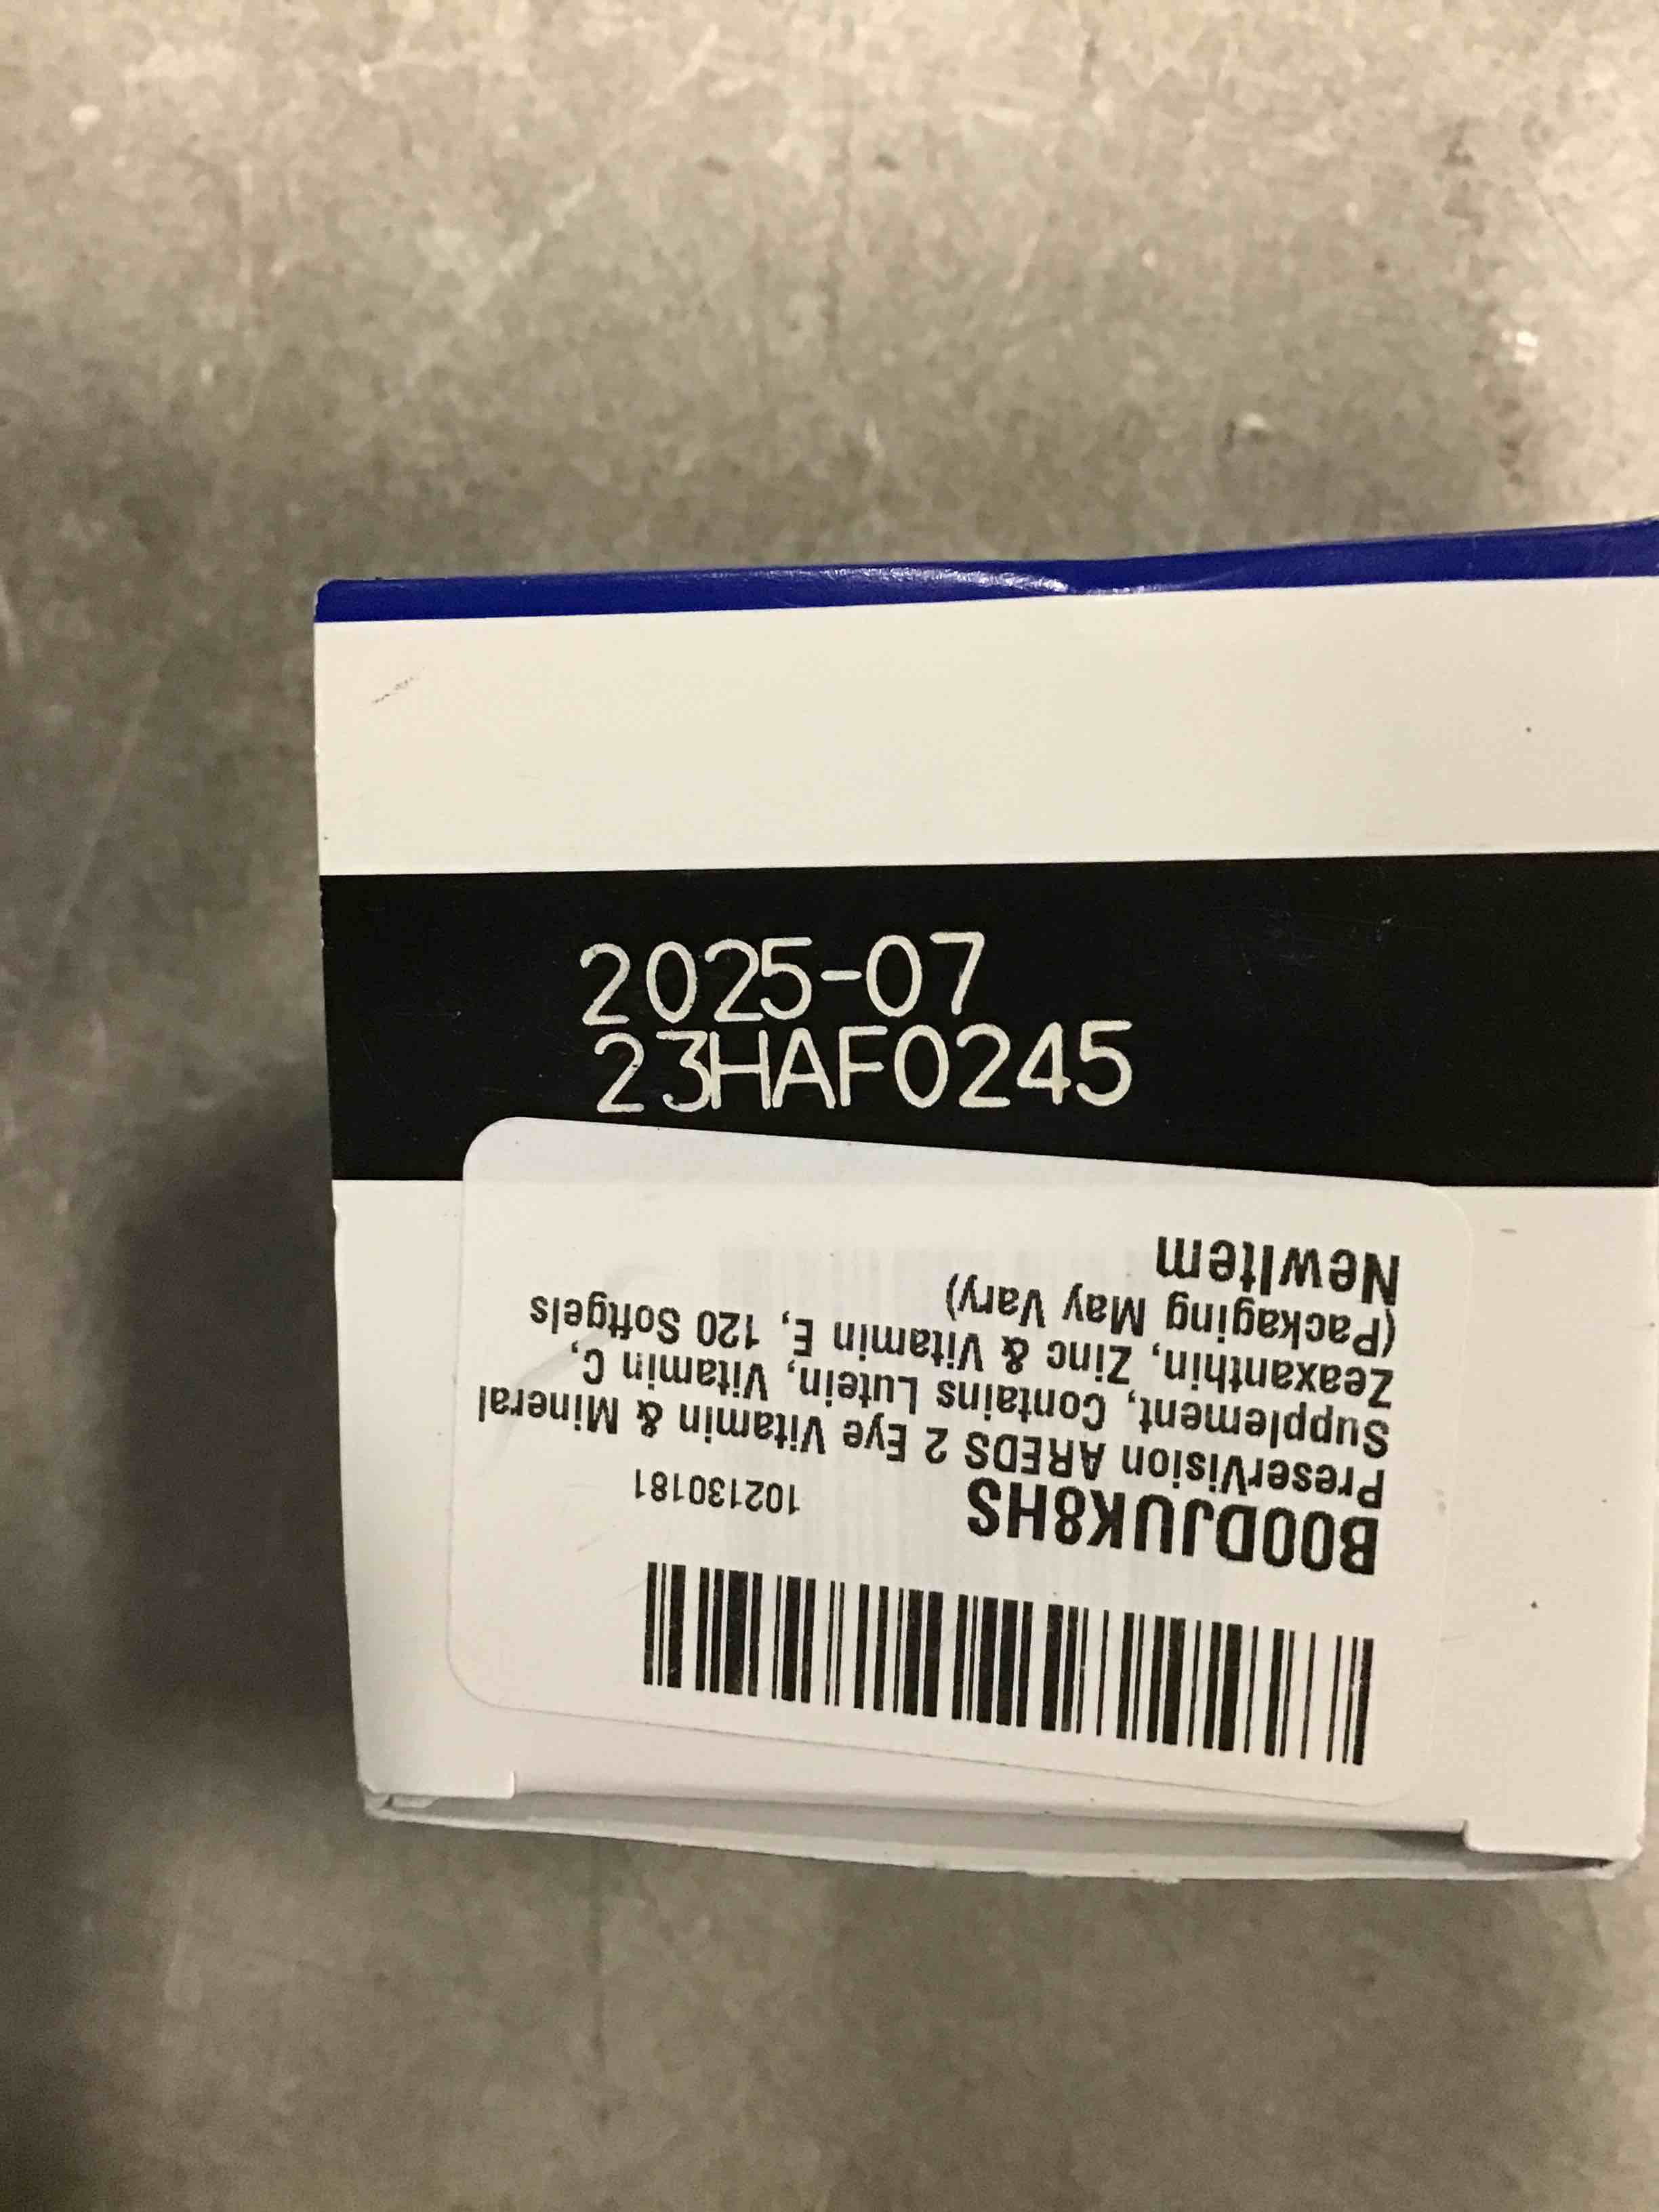 2025-07
23HAF0245
B00DJUK8HS 102130181
PreserVision AREDS 2 Eye Vitamin & Mineral
Supplement, Contains Lutein, Vitamin C,
Zeaxanthin, Zinc & Vitamin E, 120 Softgels
(Packaging May Vary)
NewItem